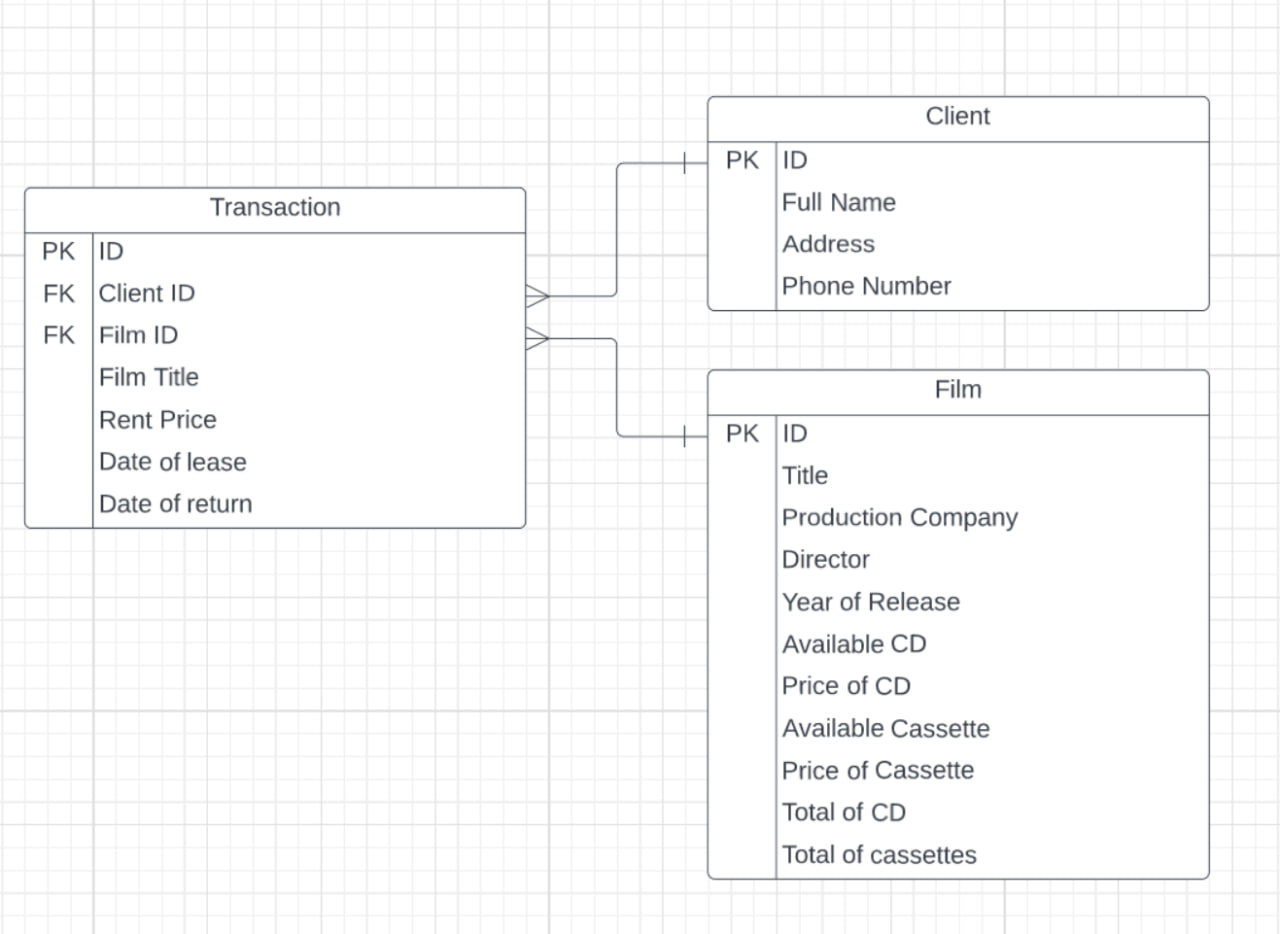 Transaction
PK ID
FK Client ID
FK Film ID
Film Title
Rent Price
Date of lease
Date of return
Client
PK ID
Full Name
Address
Phone Number
Film
PK ID
Title
Production Company
Director
Year of Release
Available CD
Price of CD
Available Cassette
Price of Cassette
Total of CD
Total of cassettes